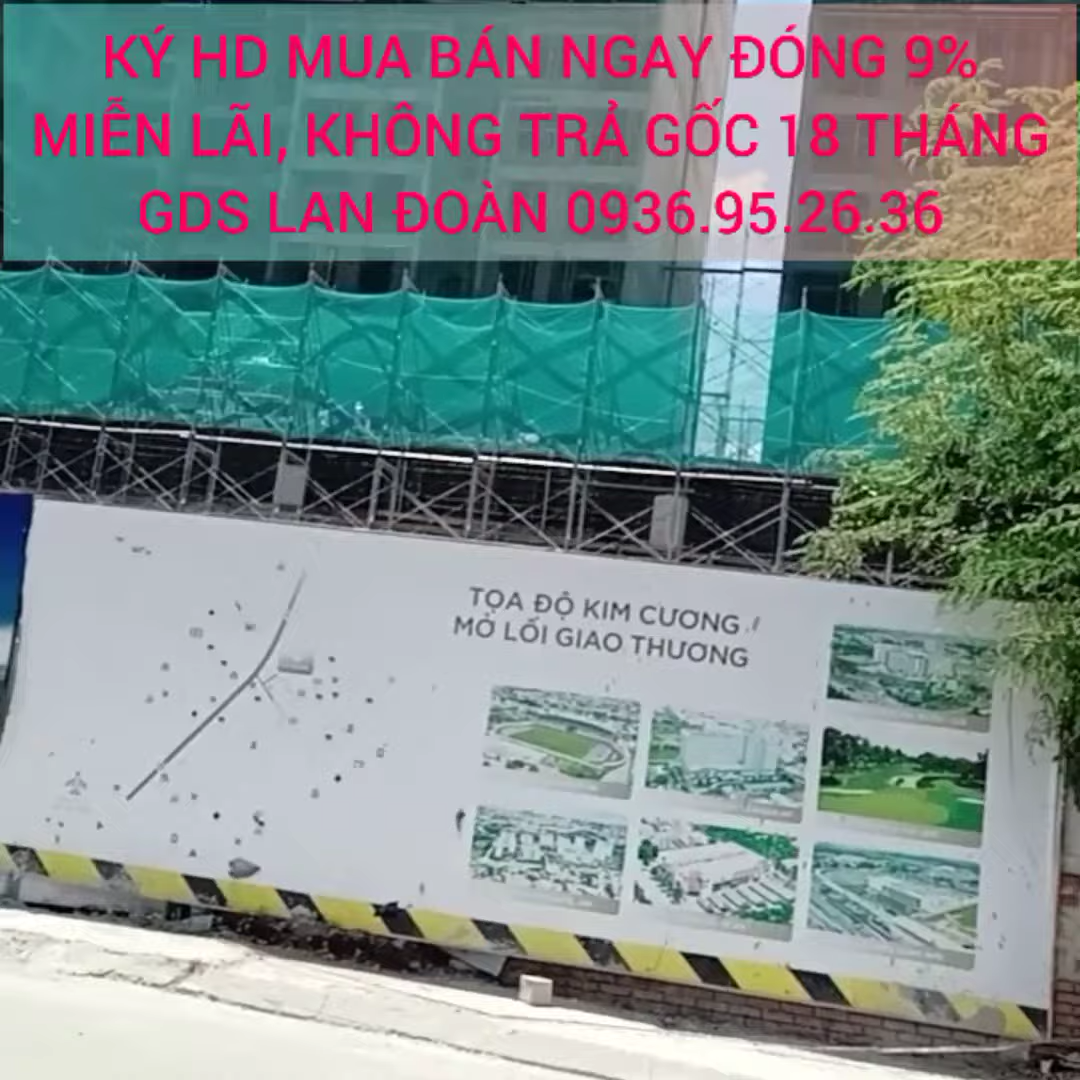 KÝ HD MUA BÁN NGAY ĐÓNG 9%
MIỄN LÃI, KHÔNG TRẢ GỐC 18 THÁNG
GDS LAN ĐOÀN 0936.95.26.36
TỌA ĐỘ KIM CƯƠNG
MỞ LỐI GIAO THƯƠNG